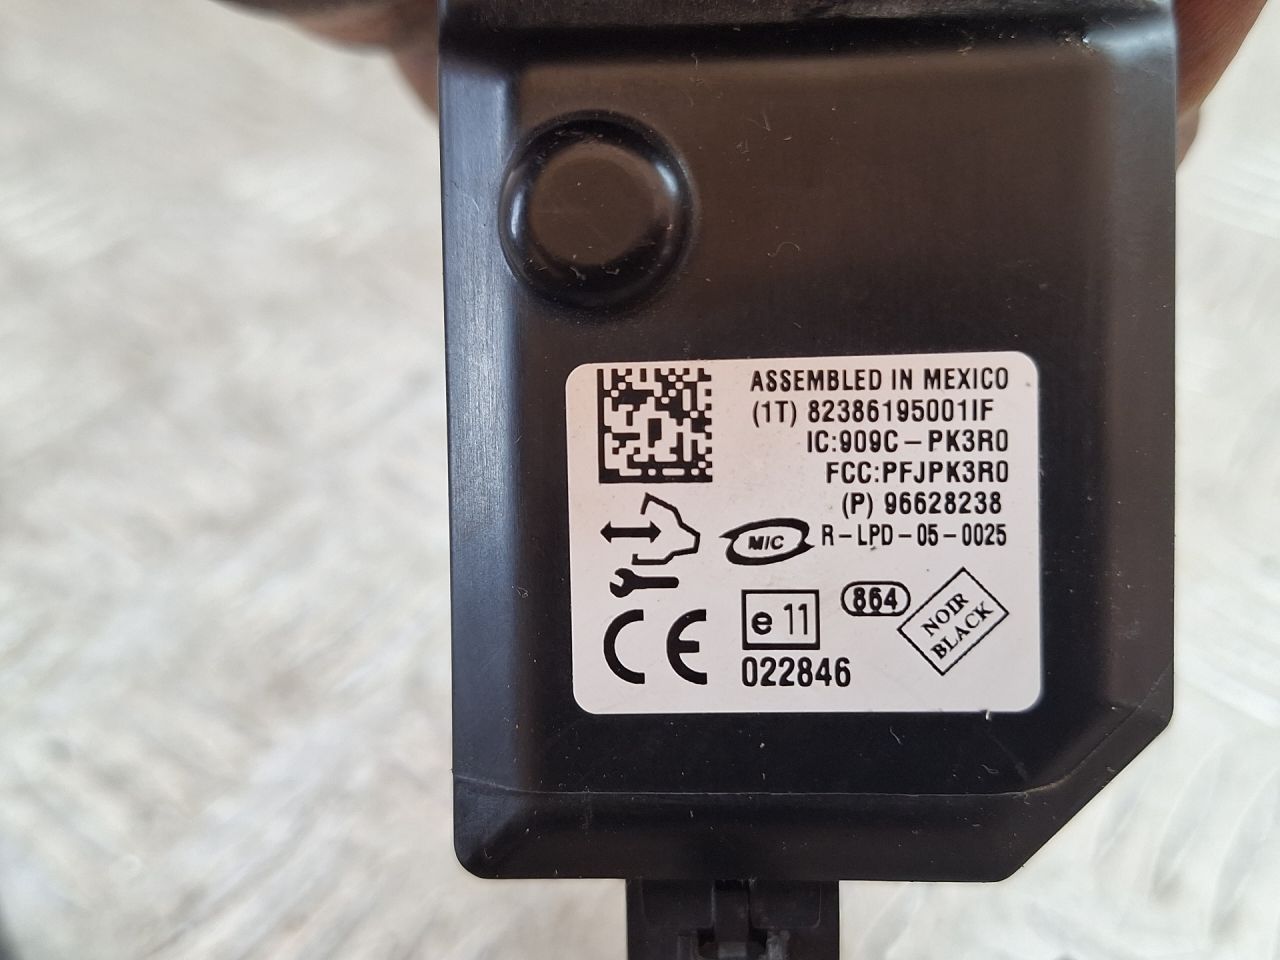 ASSEMBLED IN MEXICO
(1T) 82386195001IF
IC:909C-PK3R0
FCC:PFJPK3R0
(P) 96628238
M/C R-LPD-05-0025
CE e 11 864 NOIR
BLACK
022846